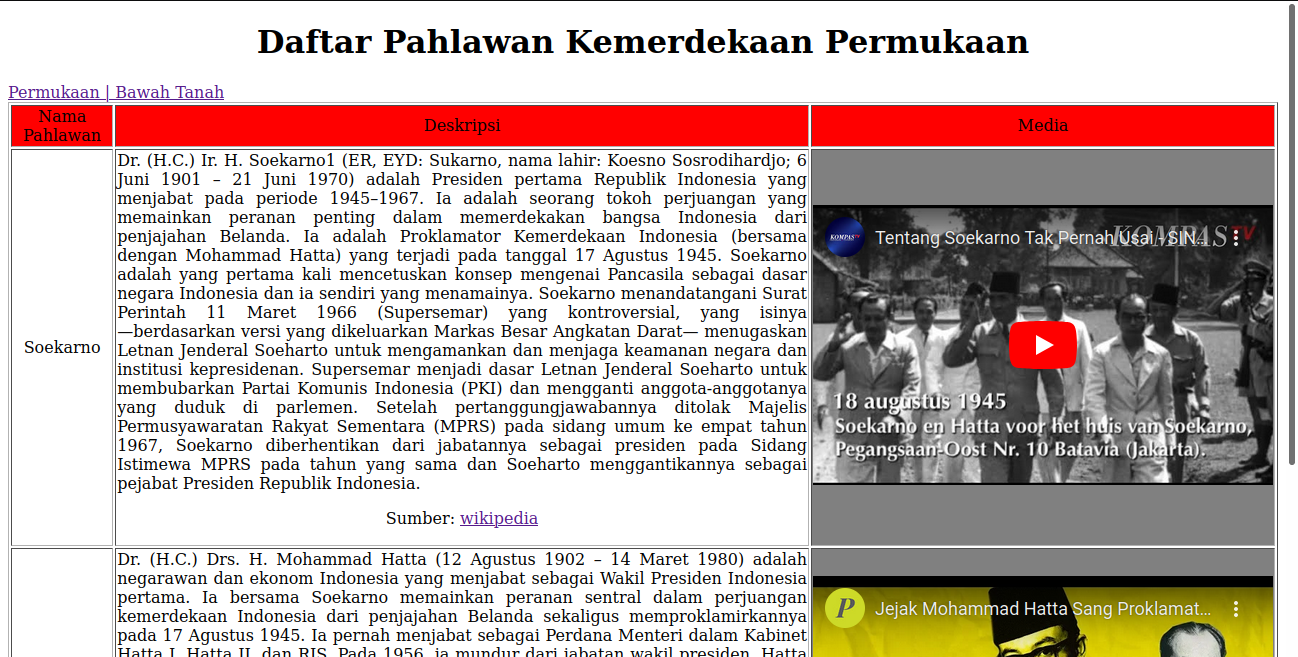 Daftar Pahlawan Kemerdekaan Permukaan
Permukaan | Bawah Tanah
Nama
Pahlawan
Deskripsi
Media
Soekarno
Dr. (H.C.) Ir. H. Soekarno1 (ER, EYD: Sukarno, nama lahir: Koesno Sosrodihardjo; 6
Juni 1901 – 21 Juni 1970) adalah Presiden pertama Republik Indonesia yang
menjabat pada periode 1945–1967. Ia adalah seorang tokoh perjuangan yang
memainkan peranan penting dalam memerdekakan bangsa Indonesia dari
penjajahan Belanda. Ia adalah Proklamator Kemerdekaan Indonesia (bersama
dengan Mohammad Hatta) yang terjadi pada tanggal 17 Agustus 1945. Soekarno
adalah yang pertama kali mencetuskan konsep mengenai Pancasila sebagai dasar
negara Indonesia dan ia sendiri yang menamainya. Soekarno menandatangani Surat
Perintah 11 Maret 1966 (Supersemar) yang kontroversial, yang isinya
—berdasarkan versi yang dikeluarkan Markas Besar Angkatan Darat— menugaskan
Letnan Jenderal Soeharto untuk mengamankan dan menjaga keamanan negara dan
institusi kepresidenan. Supersemar menjadi dasar Letnan Jenderal Soeharto untuk
membubarkan Partai Komunis Indonesia (PKI) dan mengganti anggota-anggotanya
yang duduk di parlemen. Setelah pertanggungjawabannya ditolak Majelis
Permusyawaratan Rakyat Sementara (MPRS) pada sidang umum ke empat tahun
1967, Soekarno diberhentikan dari jabatannya sebagai presiden pada Sidang
Istimewa MPRS pada tahun yang sama dan Soeharto menggantikannya sebagai
pejabat Presiden Republik Indonesia.
Sumber: wikipedia
KOMPAS TV
Tentang Soekarno Tak Pernah Usai - SIN...
KOMPAS TV
18 augustus 1945
Soekarno en Hatta voor het huis van Soekarno,
Pegangsaan-Oost Nr. 10 Batavia (Jakarta).
Dr. (H.C.) Drs. H. Mohammad Hatta (12 Agustus 1902 – 14 Maret 1980) adalah
negarawan dan ekonom Indonesia yang menjabat sebagai Wakil Presiden Indonesia
pertama. Ia bersama Soekarno memainkan peranan sentral dalam perjuangan
kemerdekaan Indonesia dari penjajahan Belanda sekaligus memproklamirkannya
pada 17 Agustus 1945. Ia pernah menjabat sebagai Perdana Menteri dalam Kabinet
Hatta I, Hatta II, dan RIS. Pada 1956, ia mundur dari jabatan wakil presiden. Hatta
P
Jejak Mohammad Hatta Sang Proklamat...